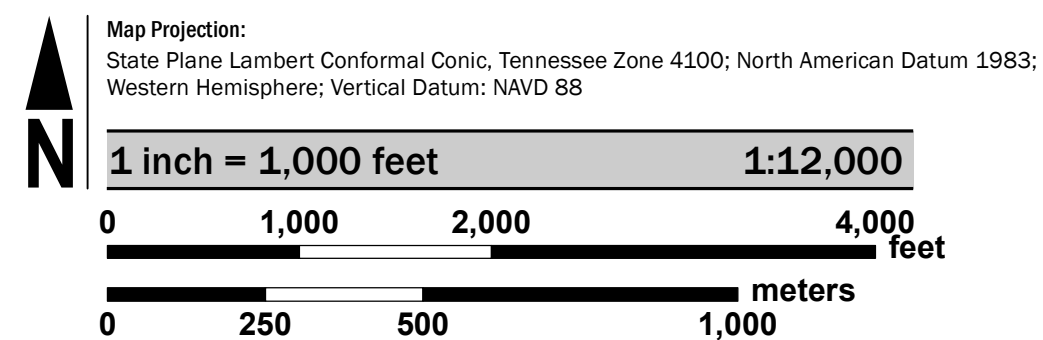 Map Projection:
State Plane Lambert Conformal Conic, Tennessee Zone 4100; North American Datum 1983;
Western Hemisphere; Vertical Datum: NAVD 88
N
1 inch = 1,000 feet 1:12,000
0 1,000 2,000 4,000
feet
meters
0 250 500 1,000